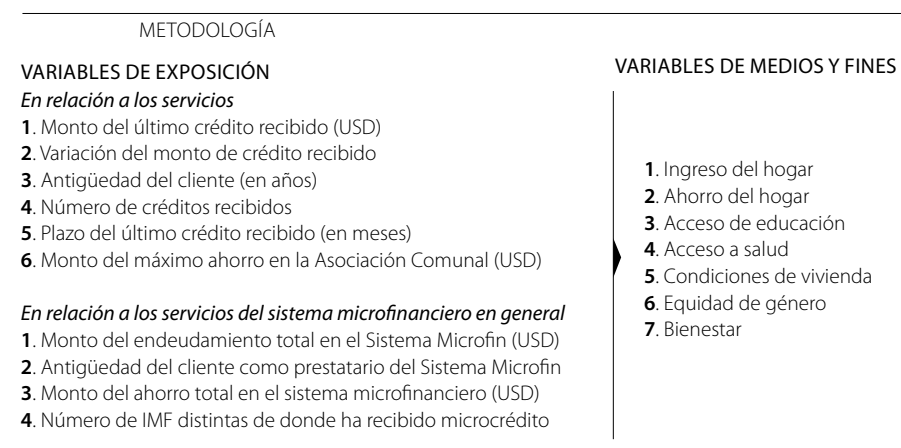 METODOLOGÍA
VARIABLES DE EXPOSICIÓN
En relación a los servicios
1. Monto del último crédito recibido (USD)
2. Variación del monto de crédito recibido
3. Antigüedad del cliente (en años)
4. Número de créditos recibidos
5. Plazo del último crédito recibido (en meses)
6. Monto del máximo ahorro en la Asociación Comunal (USD)
En relación a los servicios del sistema microfinanciero en general
1. Monto del endeudamiento total en el Sistema Microfin (USD)
2. Antigüedad del cliente como prestatario del Sistema Microfin
3. Monto del ahorro total en el sistema microfinanciero (USD)
4. Número de IMF distintas de donde ha recibido microcrédito
VARIABLES DE MEDIOS Y FINES
1. Ingreso del hogar
2. Ahorro del hogar
3. Acceso de educación
4. Acceso a salud
5. Condiciones de vivienda
6. Equidad de género
7. Bienestar